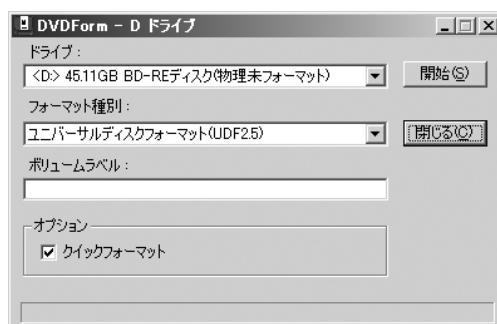 DVDForm - D ドライブ
ドライブ：
<D:> 45.11GB BD-REディスク(物理未フォーマット)
開始(S)
フォーマット種別：
ユニバーサルディスクフォーマット(UDF2.5)
閉じる(C)
ボリュームラベル：
オプション
クイックフォーマット